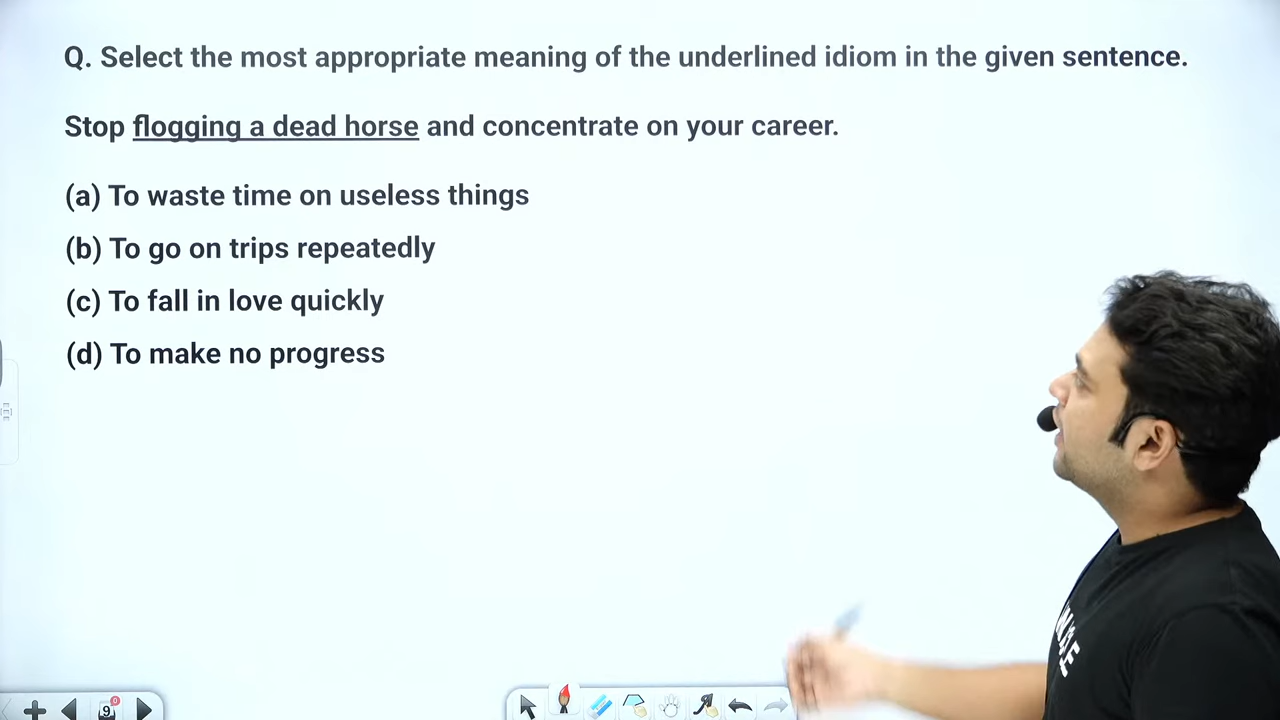 Q. Select the most appropriate meaning of the underlined idiom in the given sentence.
Stop flogging a dead horse and concentrate on your career.
(a) To waste time on useless things
(b) To go on trips repeatedly
(c) To fall in love quickly
(d) To make no progress
9